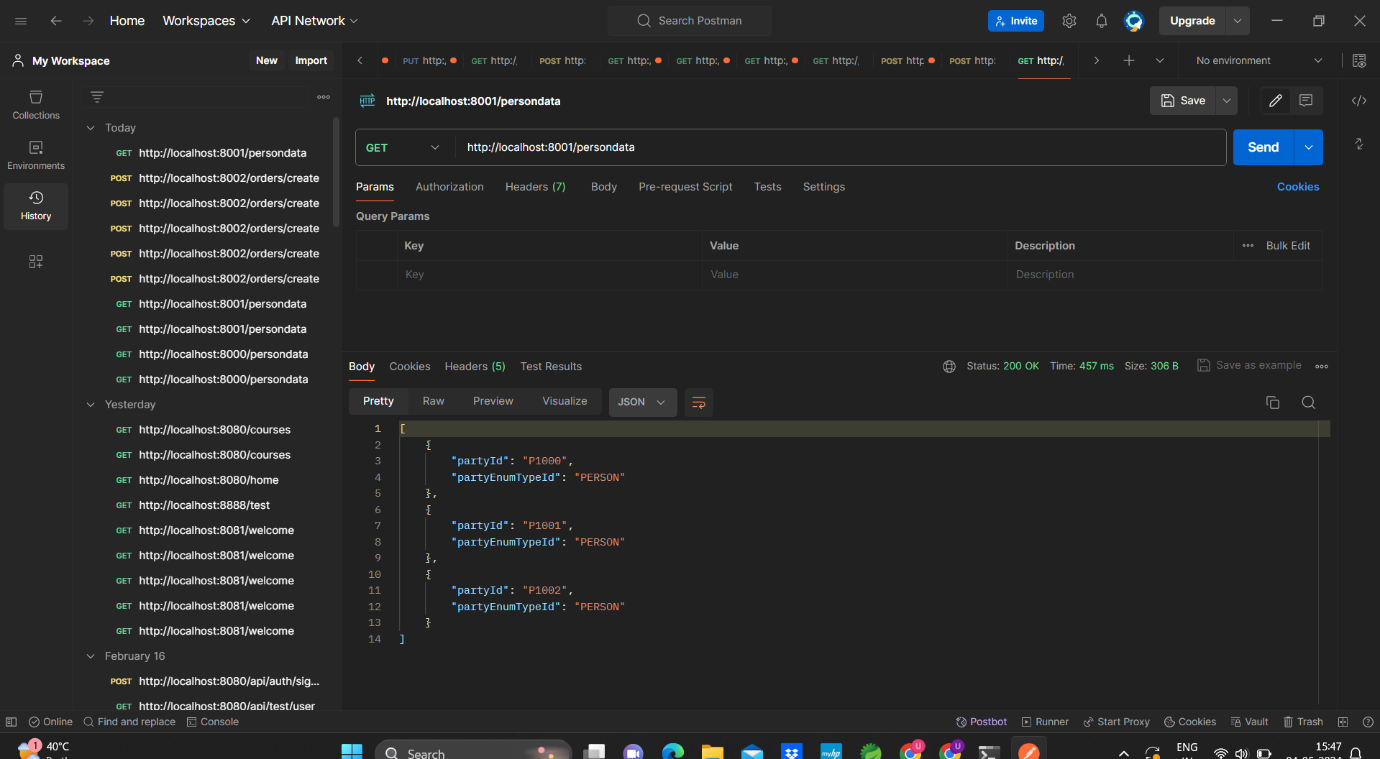 Home Workspaces API Network Search Postman Invite Upgrade
My Workspace New Import PUT http:, GET http:/, POST http: GET http:/, GET http:/, GET http:/, GET http:/, POST http POST http: GET http:/, No environment
HTTP http://localhost:8001/persondata Save
GET http://localhost:8001/persondata Send
Params Authorization Headers (7) Body Pre-request Script Tests Settings Cookies
Query Params
Key Value Description Bulk Edit
Key Value Description
Collections
Environments
History
Today
GET http://localhost:8001/persondata
POST http://localhost:8002/orders/create
POST http://localhost:8002/orders/create
POST http://localhost:8002/orders/create
POST http://localhost:8002/orders/create
POST http://localhost:8002/orders/create
GET http://localhost:8001/persondata
GET http://localhost:8001/persondata
GET http://localhost:8000/persondata
GET http://localhost:8000/persondata
Yesterday
GET http://localhost:8080/courses
GET http://localhost:8080/courses
GET http://localhost:8080/home
GET http://localhost:8888/test
GET http://localhost:8081/welcome
GET http://localhost:8081/welcome
GET http://localhost:8081/welcome
GET http://localhost:8081/welcome
GET http://localhost:8081/welcome
February 16
POST http://localhost:8080/api/auth/sig...
GET http://localhost:8080/api/test/user
Body Cookies Headers (5) Test Results Status: 200 OK Time: 457 ms Size: 306 B Save as example
Pretty Raw Preview Visualize JSON
1 [
2 {
3 "partyId": "P1000",
4 "partyEnumTypeId": "PERSON"
5 },
6 {
7 "partyId": "P1001",
8 "partyEnumTypeId": "PERSON"
9 },
10 {
11 "partyId": "P1002",
12 "partyEnumTypeId": "PERSON"
13 }
14 ]
Online Find and replace Console Postbot Runner Start Proxy Cookies Vault Trash
1 40°C Search myhp U U ENG 15:47